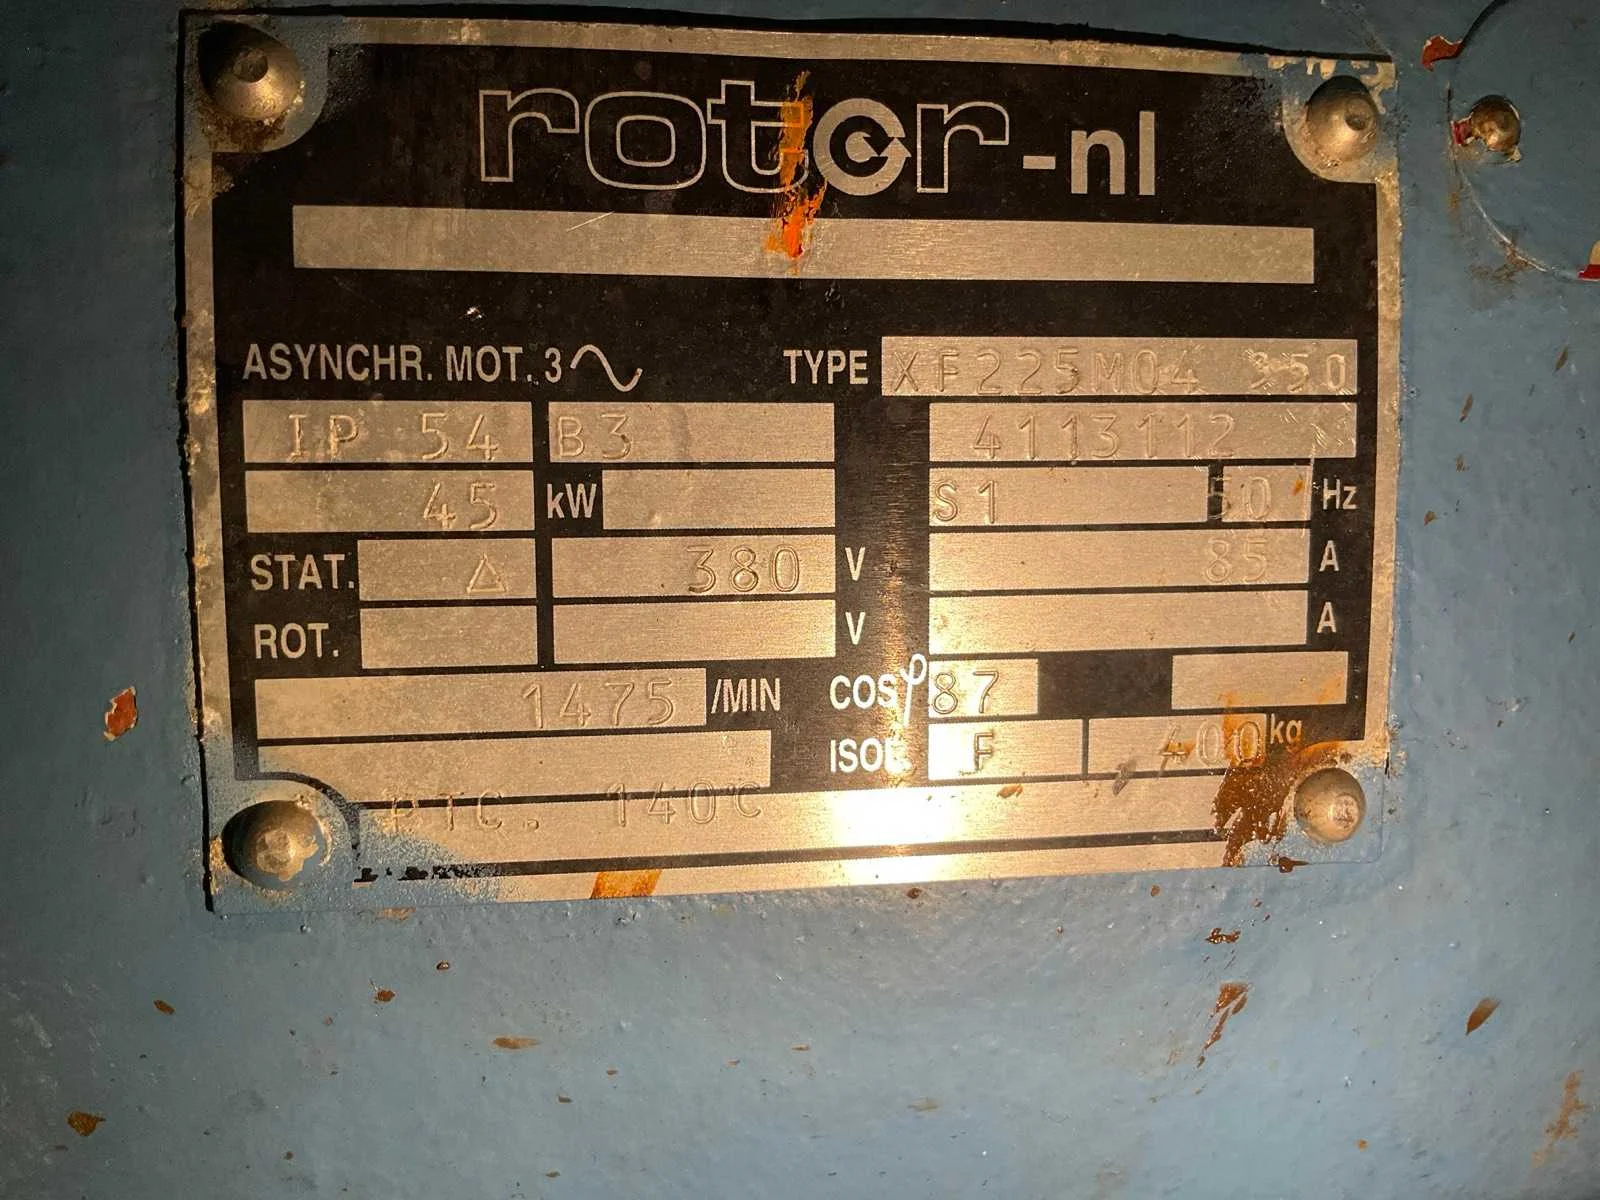 rotor-nl
ASYNCHR. MOT. 3∿ TYPE XF225M04 350
IP 54 B3 4113112
45 kW S1 50 Hz
STAT. Δ 380 V 85 A
ROT. V A
1475 /MIN COSφ 87
ISOL. F 400 kg
PTC. 140°C